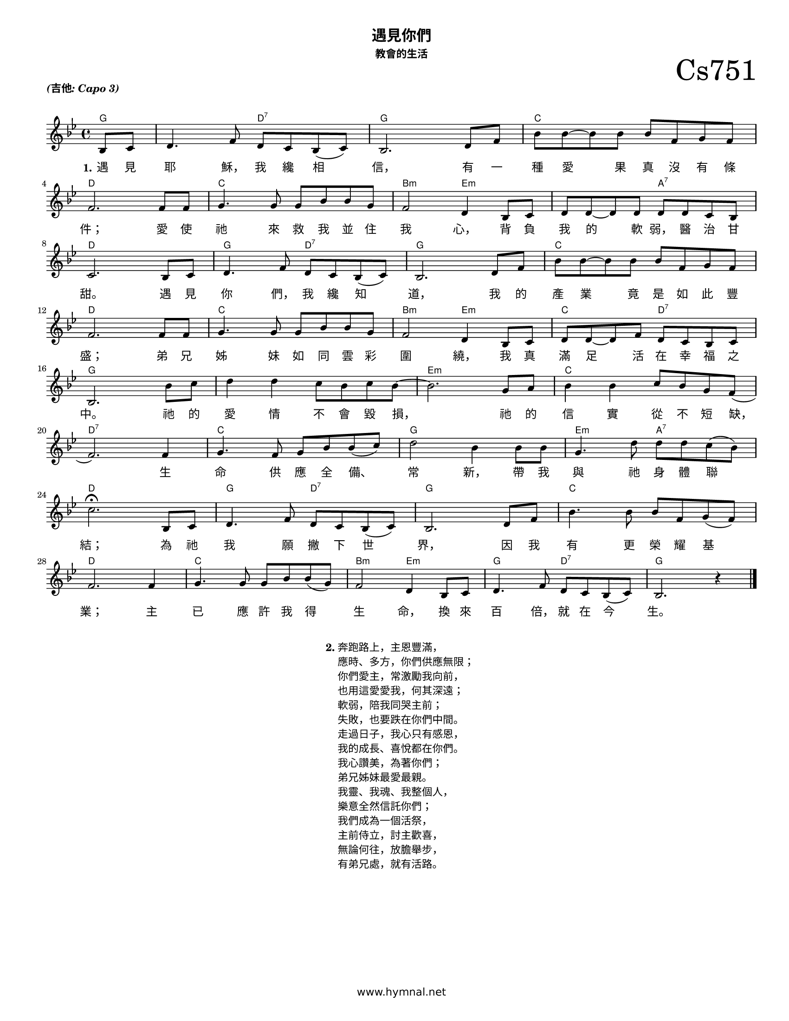 遇見你們
教會的生活
Cs751
(吉他: Capo 3)
G D7 G C
1. 遇 見 耶 穌， 我 纔 相 信， 有 一 種 愛 果 真 沒 有 條
4 D C Bm Em A7
件； 愛 使 祂 來 救 我 並 住 我 心， 背 負 我 的 軟 弱， 醫 治 甘
8 D G D7 G C
甜。 遇 見 你 們， 我 纔 知 道， 我 的 產 業 竟 是 如 此 豐
12 D C Bm Em C D7
盛； 弟 兄 姊 妹 如 同 雲 彩 圍 繞， 我 真 滿 足 活 在 幸 福 之
16 G Em C
中。 祂 的 愛 情 不 會 毀 損， 祂 的 信 實 從 不 短 缺，
20 D7 C G Em A7
生 命 供 應 全 備、 常 新， 帶 我 與 祂 身 體 聯
24 D G D7 G C
結； 為 祂 我 願 撇 下 世 界， 因 我 有 更 榮 耀 基
28 D C Bm Em G D7 G
業； 主 已 應 許 我 得 生 命， 換 來 百 倍， 就 在 今 生。
2. 奔跑路上，主恩豐滿，
應時、多方，你們供應無限；
你們愛主，常激勵我向前，
也用這愛愛我，何其深遠；
軟弱，陪我同哭主前；
失敗，也要跌在你們中間。
走過日子，我心只有感恩，
我的成長、喜悅都在你們。
我心讚美，為著你們；
弟兄姊妹最愛最親。
我靈、我魂、我整個人，
樂意全然信託你們；
我們成為一個活祭，
主前侍立，討主歡喜，
無論何往，放膽舉步，
有弟兄處，就有活路。
www.hymnal.net